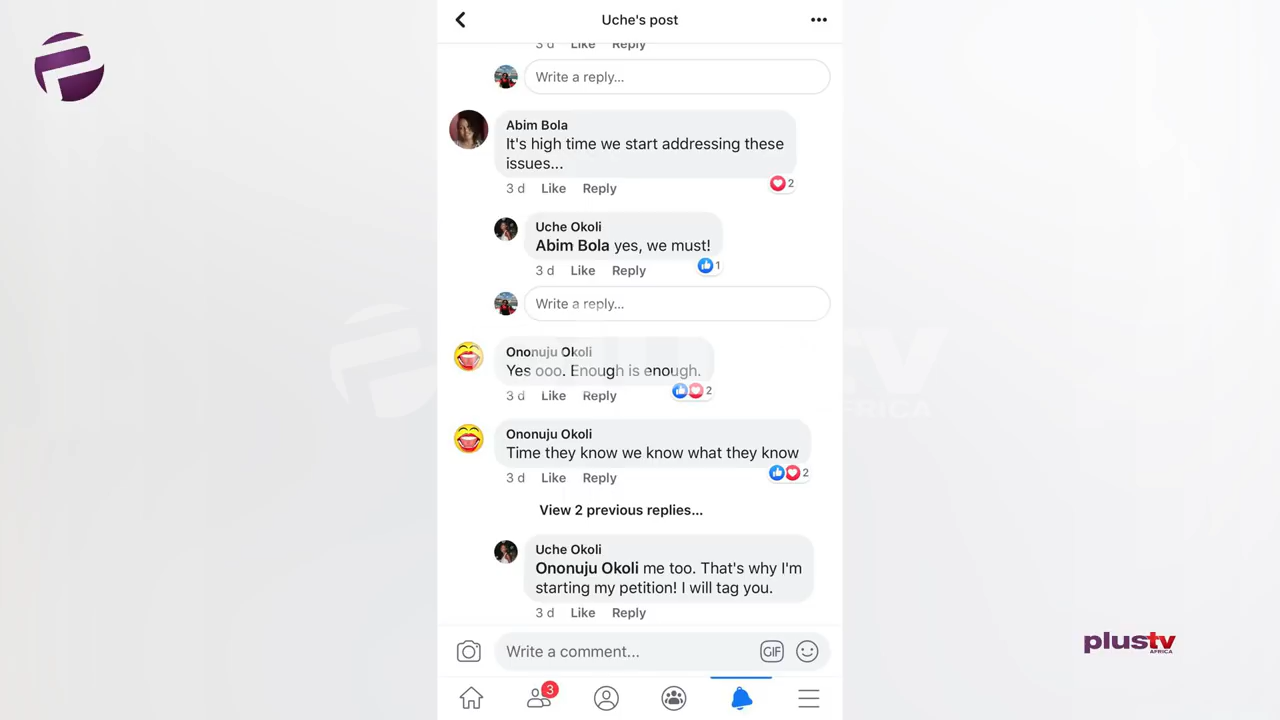 Uche's post
3 d Like Reply
Write a reply...
Abim Bola
It's high time we start addressing these
issues...
3 d Like Reply
2
Uche Okoli
Abim Bola yes, we must!
3 d Like Reply
1
Write a reply...
Ononuju Okoli
Yes ooo. Enough is enough.
3 d Like Reply
2
Ononuju Okoli
Time they know we know what they know
3 d Like Reply
2
View 2 previous replies...
Uche Okoli
Ononuju Okoli me too. That's why I'm
starting my petition! I will tag you.
3 d Like Reply
Write a comment...
GIF
3
plustv
AFRICA